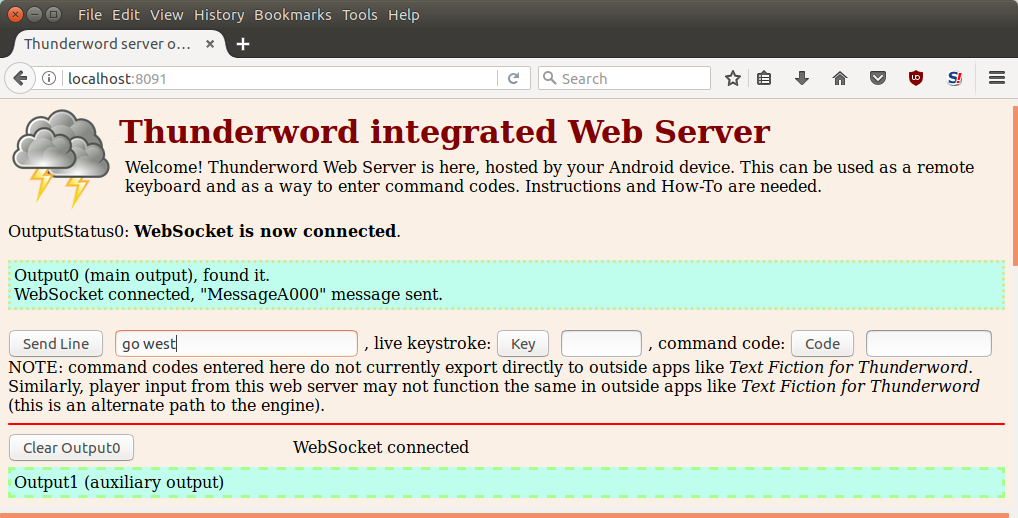 File Edit View History Bookmarks Tools Help
Thunderword server o...
localhost:8091
Search
Thunderword integrated Web Server
Welcome! Thunderword Web Server is here, hosted by your Android device. This can be used as a remote
keyboard and as a way to enter command codes. Instructions and How-To are needed.
OutputStatus0: WebSocket is now connected.
Output0 (main output), found it.
WebSocket connected, "MessageA000" message sent.
Send Line go west , live keystroke: Key , command code: Code
NOTE: command codes entered here do not currently export directly to outside apps like Text Fiction for Thunderword.
Similarly, player input from this web server may not function the same in outside apps like Text Fiction for Thunderword
(this is an alternate path to the engine).
Clear Output0 WebSocket connected
Output1 (auxiliary output)